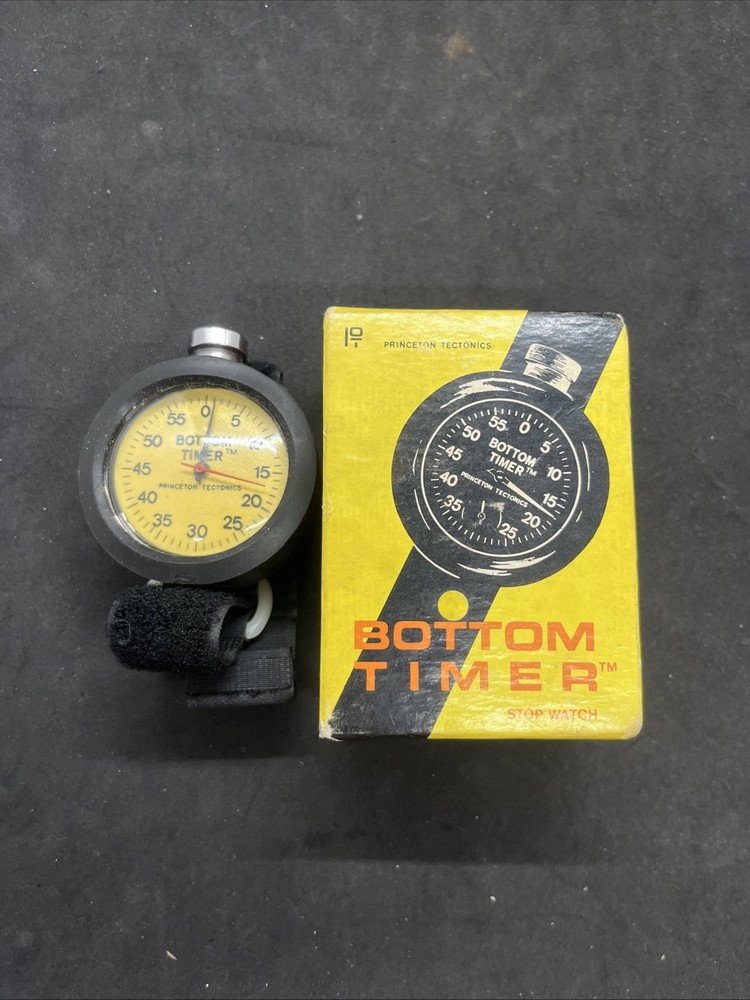 55 0 5
50 10
BOTTOM
TIMER™
45 15
PRINCETON TECTONICS
40 20
35 30 25
PT PRINCETON TECTONICS
55 0 5
50 10
BOTTOM
TIMER™
45 15
PRINCETON TECTONICS
40 20
35 25
BOTTOM
TIMER™
STOP WATCH